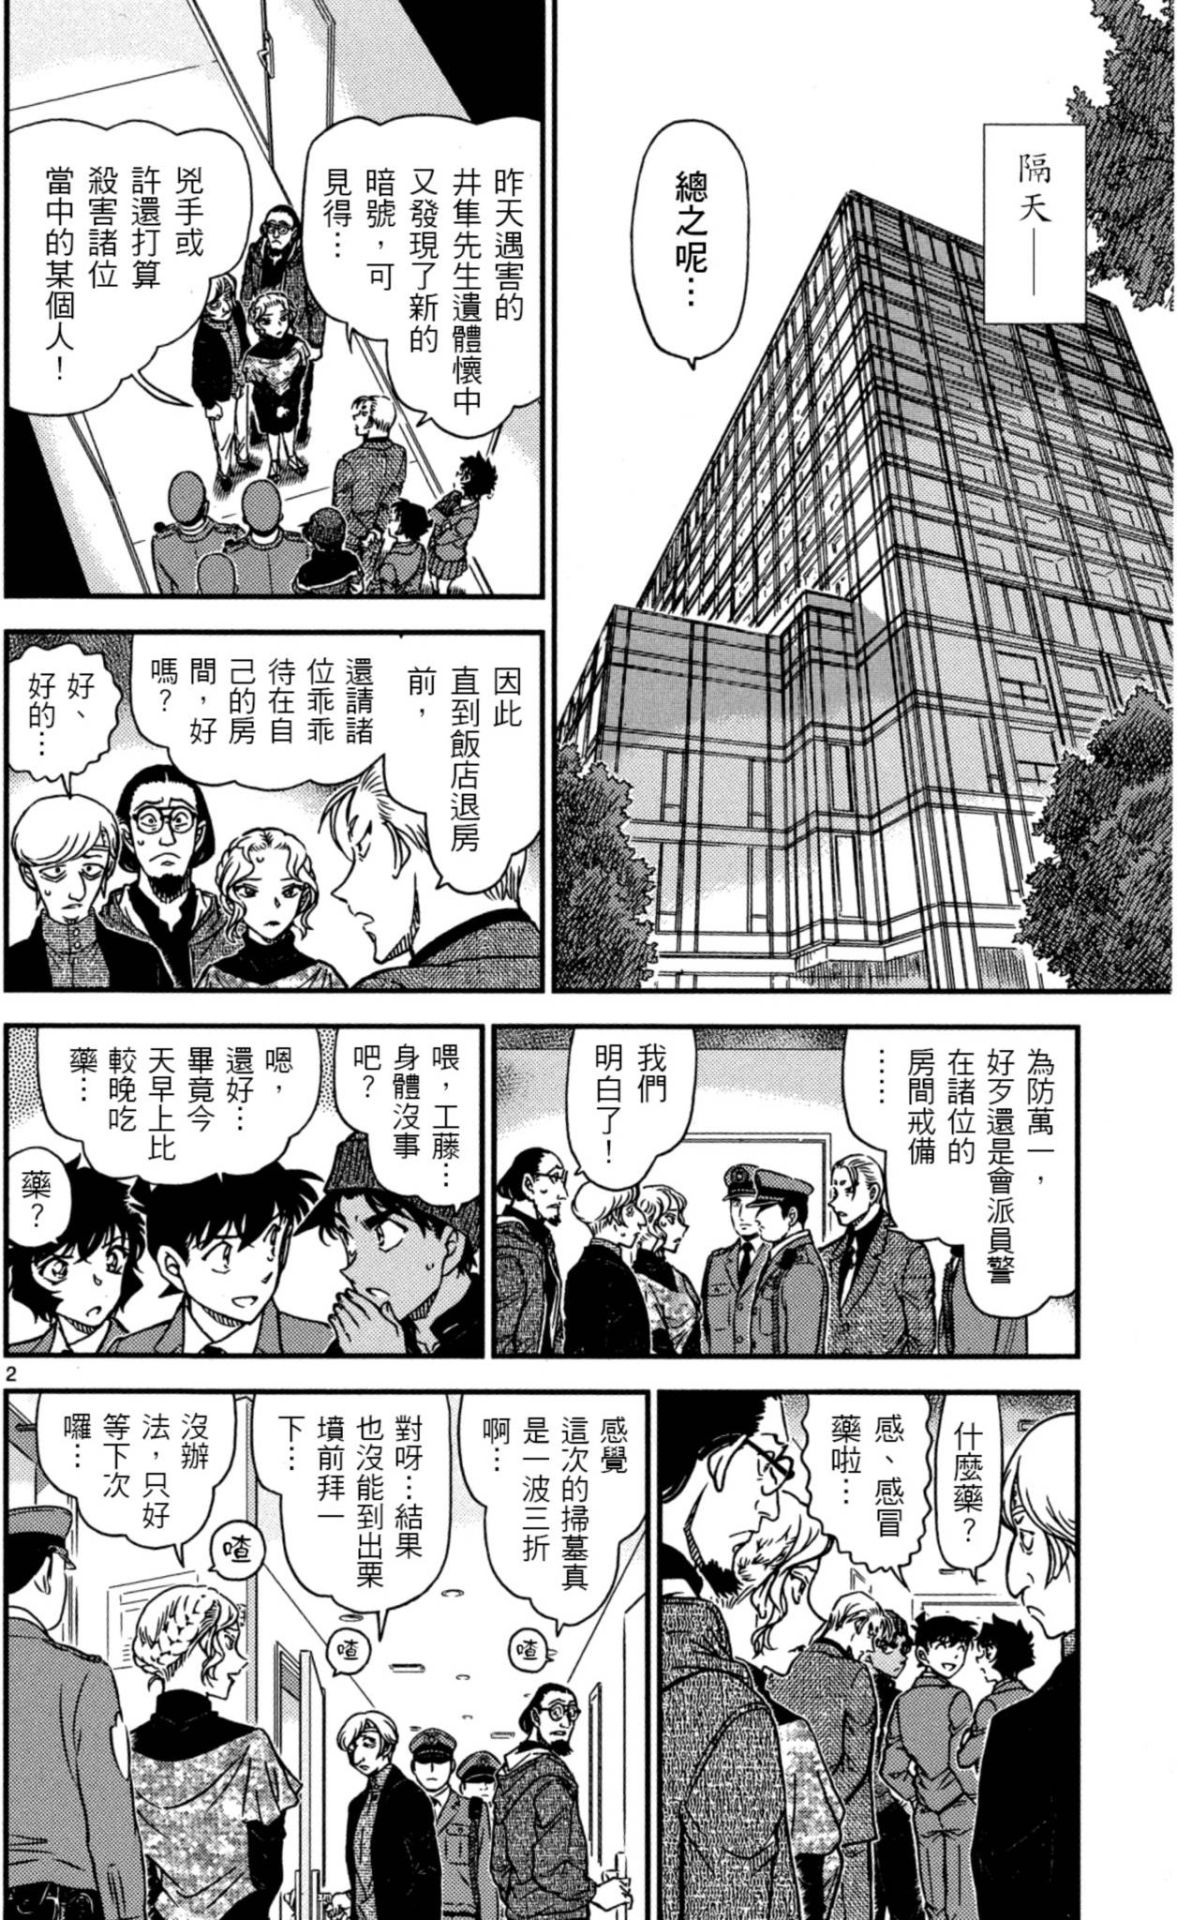 隔天——
總之呢…
昨天遇害的
井隼先生遺體懷中
又發現了新的
暗號，可
見得…
兇手或
許還打算
殺害諸位
當中的某個人！
因此
直到飯店退房
前，
還請諸
位乖乖
待在自
己的房
間，好
嗎？
好、
好的…
為防萬一，
好歹還是會派員警
在諸位的
房間戒備
……
我們
明白了！
喂，工藤…
身體沒事
吧？
嗯，
還好…
畢竟今
天早上比
較晚吃
藥…
藥？
2
什麼藥？
感、感冒
藥啦…
感覺
這次的掃墓真
是一波三折
啊…
對呀…結果
也沒能到出栗
墳前拜一
下…
沒辦
法，只好
等下次
囉…
喳
喳
喳